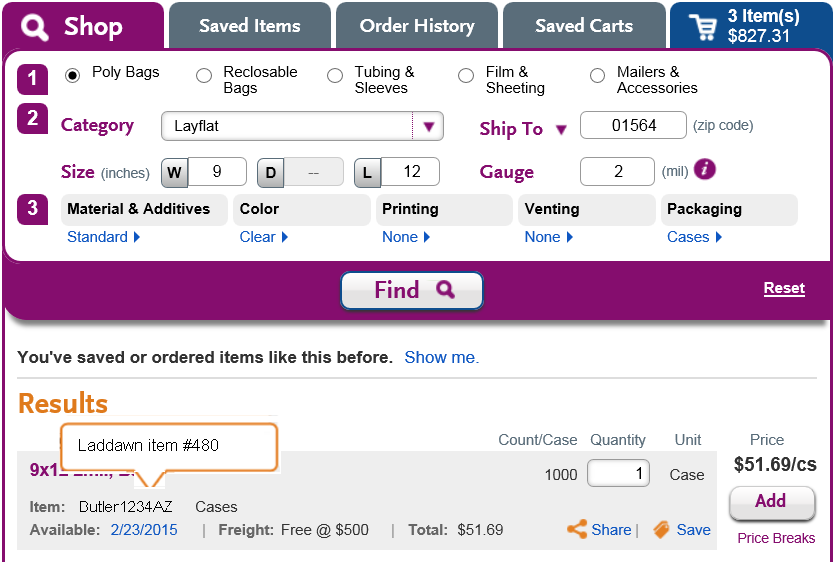 Shop
Saved Items
Order History
Saved Carts
3 Item(s)
$827.31
1
Poly Bags
Reclosable
Bags
Tubing &
Sleeves
Film &
Sheeting
Mailers &
Accessories
2
Category
Layflat
Ship To
01564
(zip code)
Size (inches)
W
9
D
--
L
12
Gauge
2
(mil)
i
3
Material & Additives
Color
Printing
Venting
Packaging
Standard
Clear
None
None
Cases
Find
Reset
You've saved or ordered items like this before. Show me.
Results
Laddawn item #480
Count/Case Quantity Unit Price
1000 1 Case $51.69/cs
Item: Butler1234AZ Cases
Add
Available: 2/23/2015 | Freight: Free @ $500 | Total: $51.69
Share | Save
Price Breaks